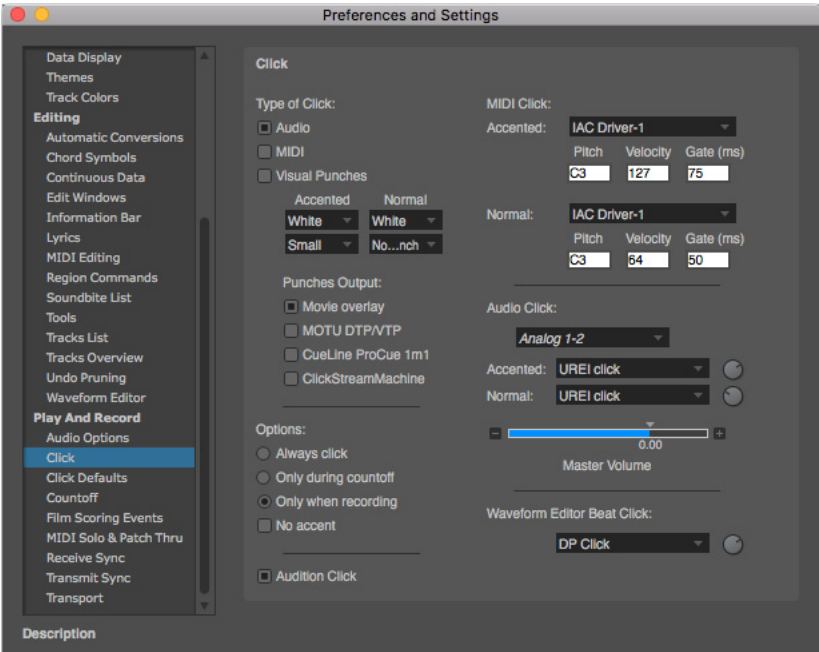 Preferences and Settings
Data Display
Themes
Track Colors
Editing
Automatic Conversions
Chord Symbols
Continuous Data
Edit Windows
Information Bar
Lyrics
MIDI Editing
Region Commands
Soundbite List
Tools
Tracks List
Tracks Overview
Undo Pruning
Waveform Editor
Play And Record
Audio Options
Click
Click Defaults
Countoff
Film Scoring Events
MIDI Solo & Patch Thru
Receive Sync
Transmit Sync
Transport
Description
Click
Type of Click:
Audio
MIDI
Visual Punches
Accented Normal
White White
Small No...nch
Punches Output:
Movie overlay
MOTU DTP/VTP
CueLine ProCue 1m1
ClickStreamMachine
Options:
Always click
Only during countoff
Only when recording
No accent
Audition Click
MIDI Click:
Accented: IAC Driver-1
Pitch Velocity Gate (ms)
C3 127 75
Normal: IAC Driver-1
Pitch Velocity Gate (ms)
C3 64 50
Audio Click:
Analog 1-2
Accented: UREI click
Normal: UREI click
0.00
Master Volume
Waveform Editor Beat Click:
DP Click